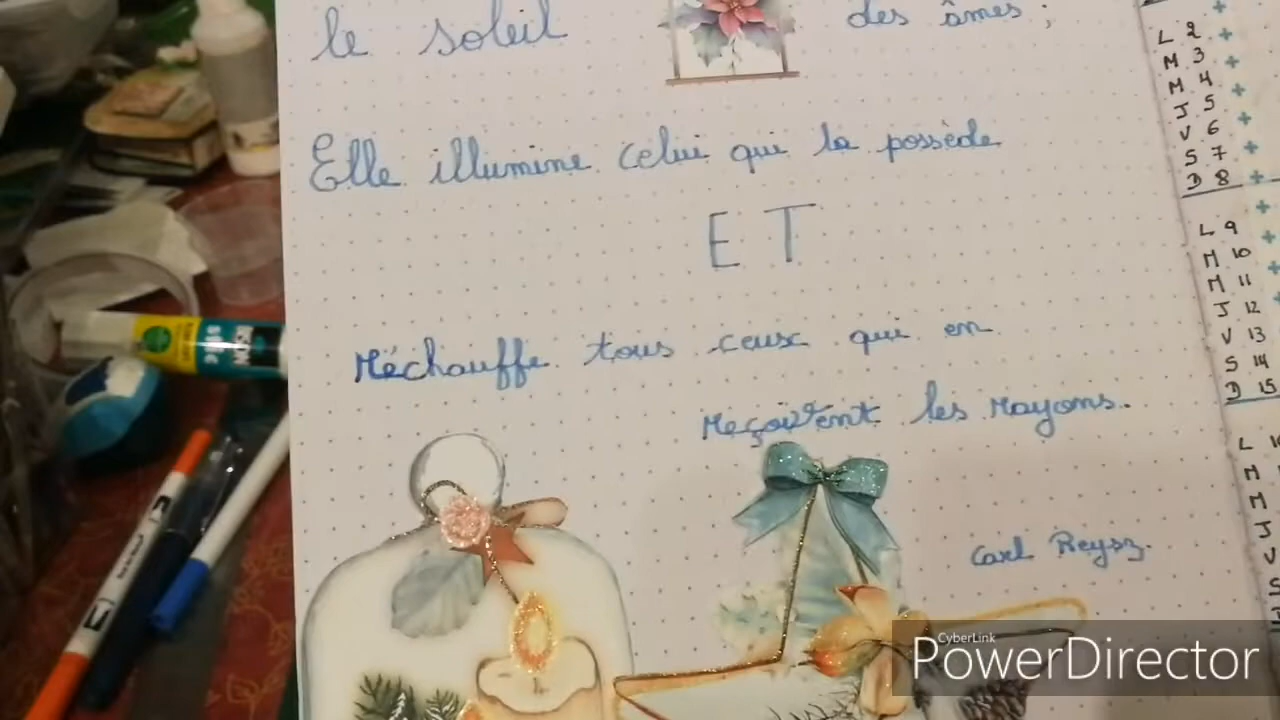 le soleil des âmes ;
Elle illumine celui qui la possède
ET
Réchauffe tous ceux qui en
Reçoivent les Rayons.
Carl Reysz.
L 2
M 3
M 4
J 5
V 6
S 7
D 8
L 9
M 10
M 11
J 12
V 13
S 14
D 15
L
M
M
J
V
S
CyberLink
PowerDirector